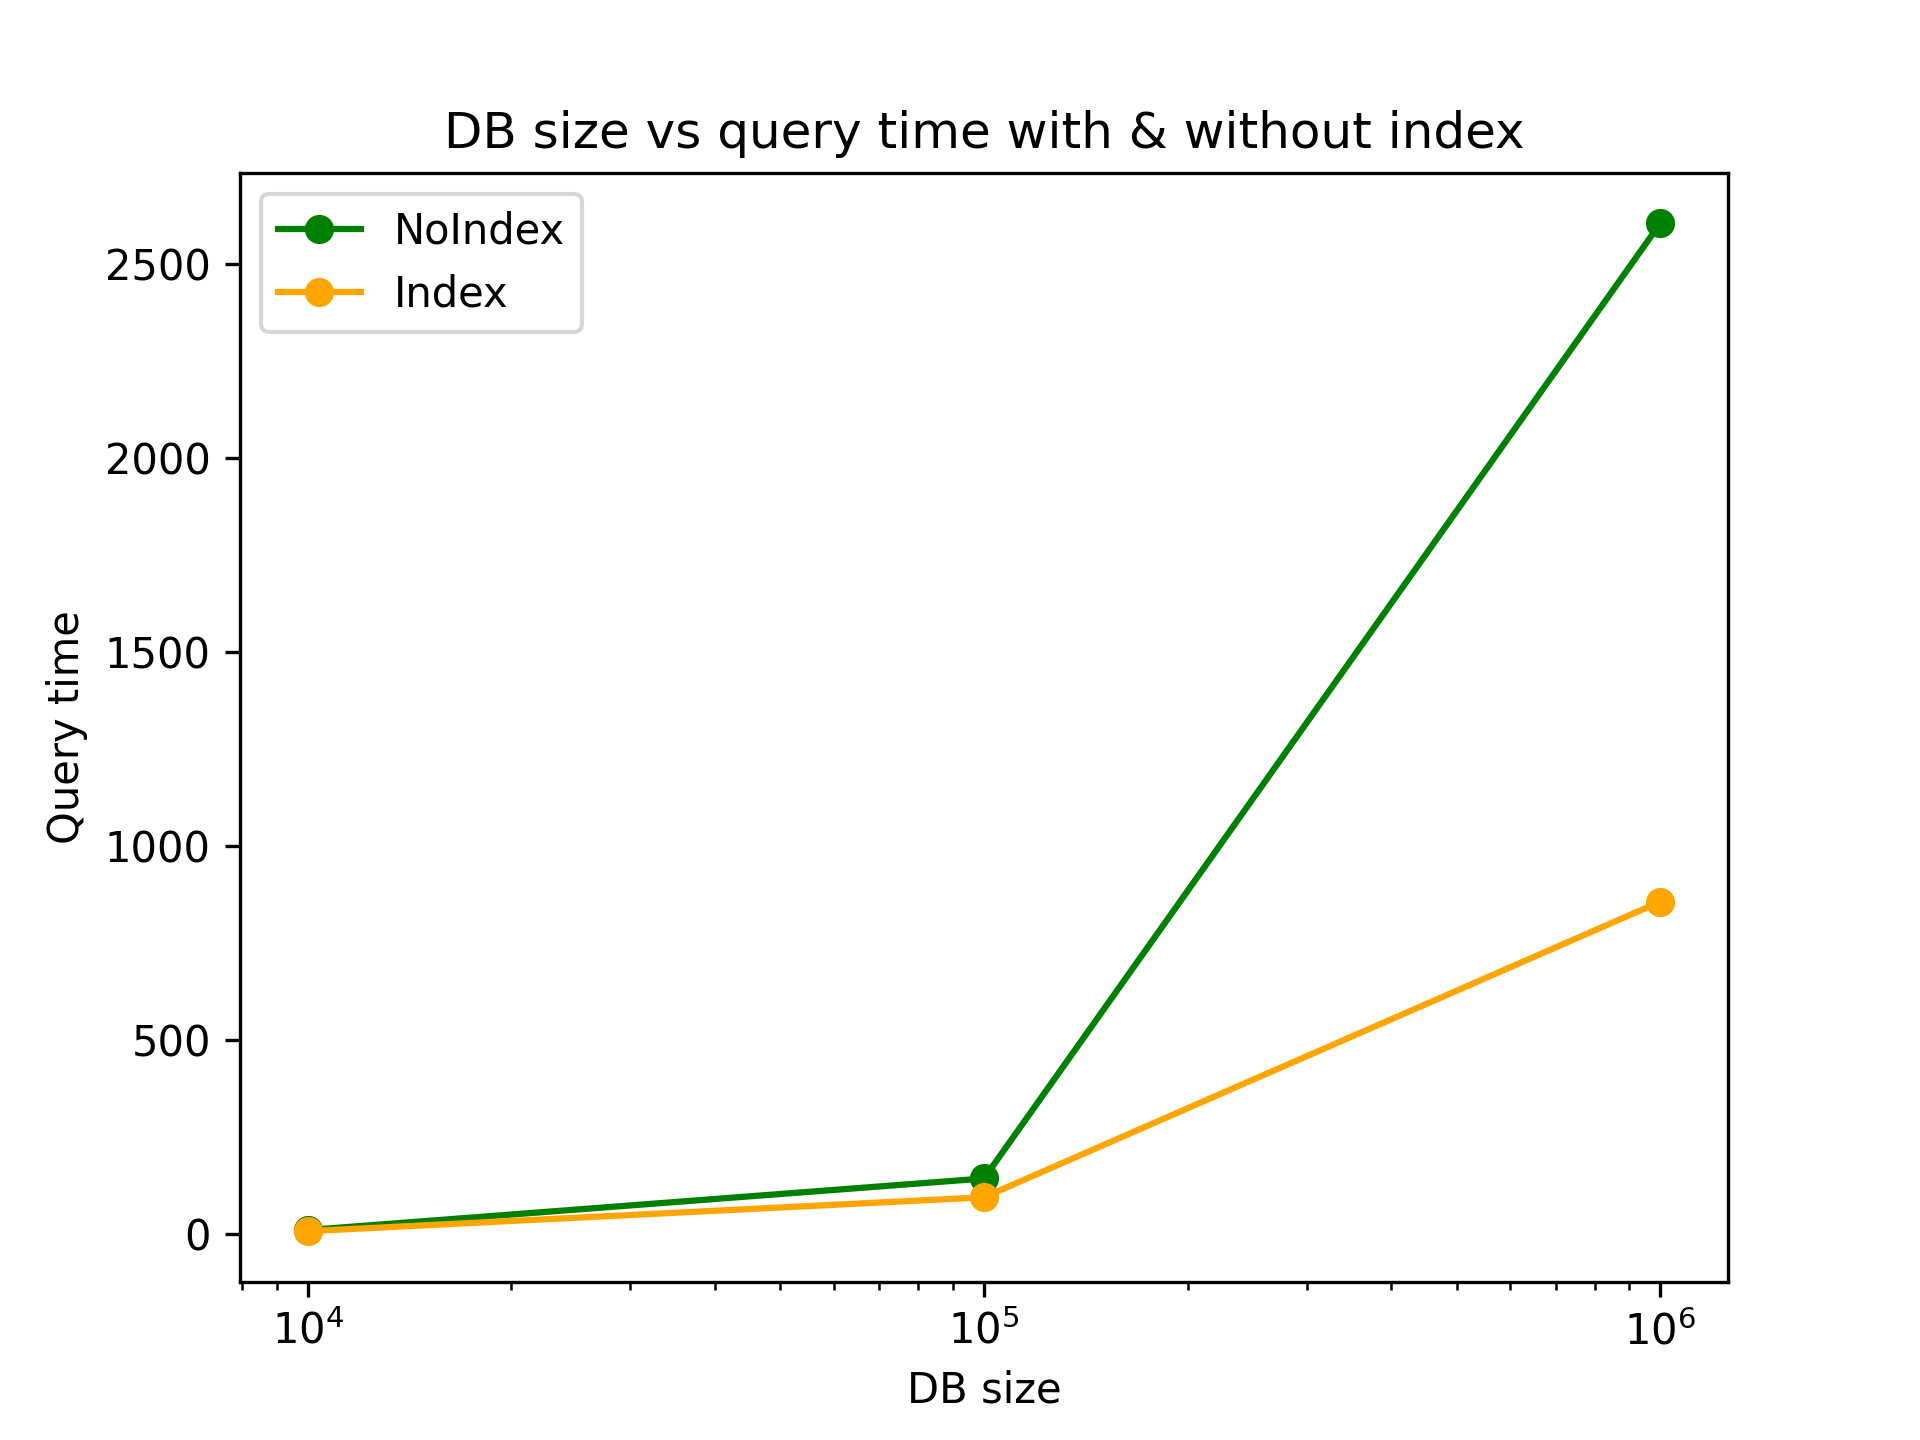 DB size vs query time with & without index
NoIndex
Index
2500
2000
1500
1000
500
0
Query time
10⁴ 10⁵ 10⁶
DB size